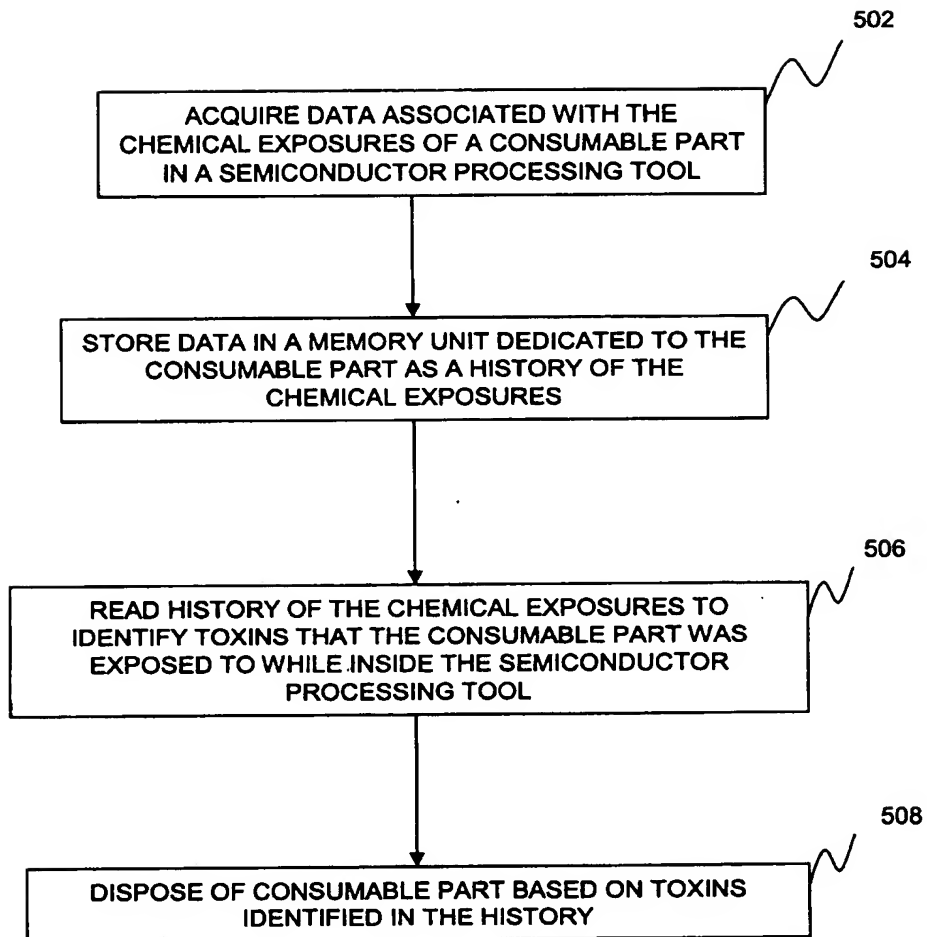 502
ACQUIRE DATA ASSOCIATED WITH THE
CHEMICAL EXPOSURES OF A CONSUMABLE PART
IN A SEMICONDUCTOR PROCESSING TOOL
504
STORE DATA IN A MEMORY UNIT DEDICATED TO THE
CONSUMABLE PART AS A HISTORY OF THE
CHEMICAL EXPOSURES
506
READ HISTORY OF THE CHEMICAL EXPOSURES TO
IDENTIFY TOXINS THAT THE CONSUMABLE PART WAS
EXPOSED TO WHILE INSIDE THE SEMICONDUCTOR
PROCESSING TOOL
508
DISPOSE OF CONSUMABLE PART BASED ON TOXINS
IDENTIFIED IN THE HISTORY